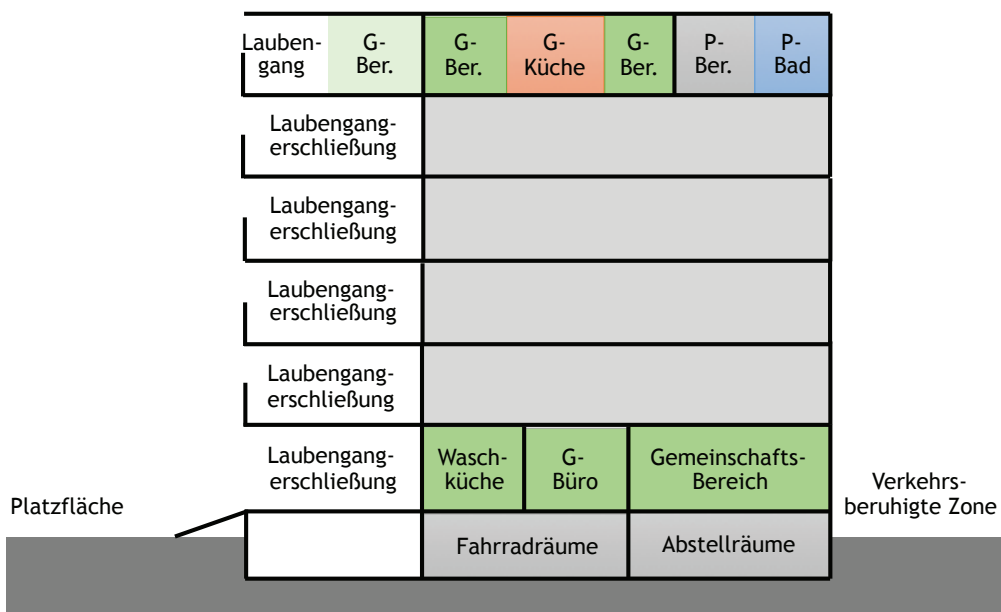 Lauben-
gang
G-
Ber.
G-
Ber.
G-
Küche
G-
Ber.
P-
Ber.
P-
Bad
Laubengang-
erschließung
Laubengang-
erschließung
Laubengang-
erschließung
Laubengang-
erschließung
Laubengang-
erschließung
Wasch-
küche
G-
Büro
Gemeinschafts-
Bereich
Platzfläche
Verkehrs-
beruhigte Zone
Fahrradräume
Abstellräume